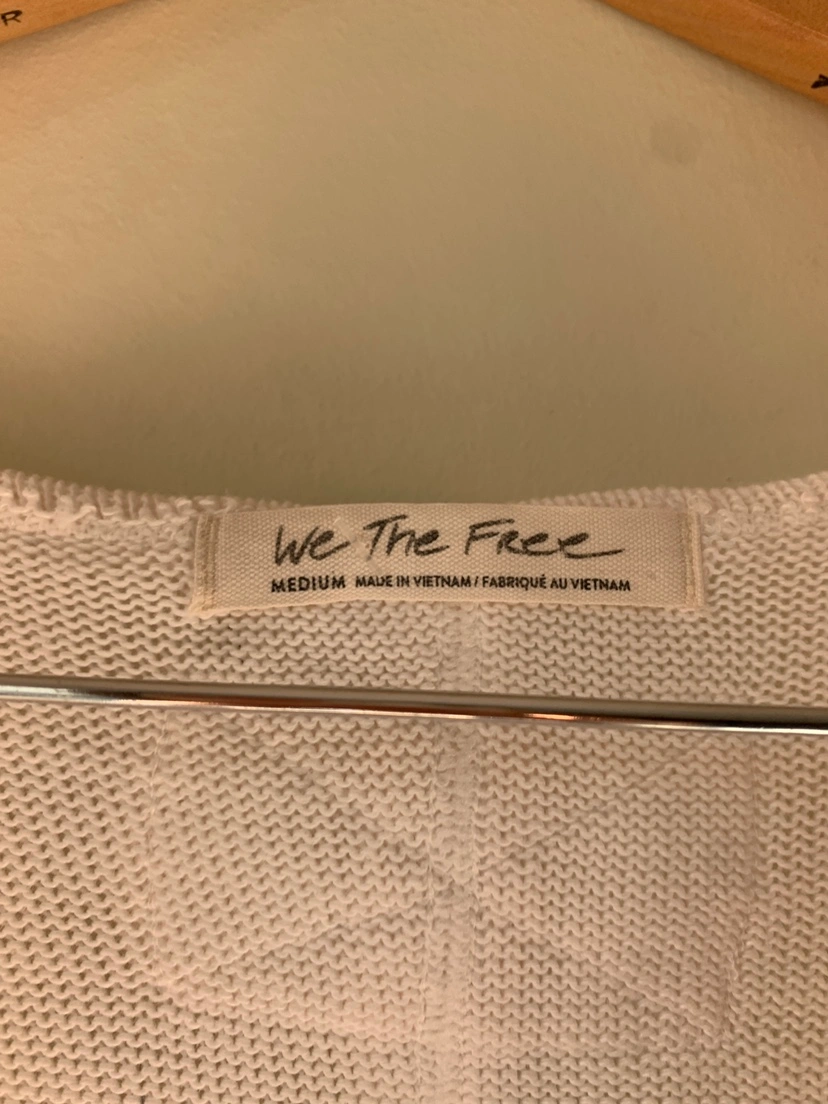 R
We The Free
MEDIUM MADE IN VIETNAM / FABRIQUÉ AU VIETNAM